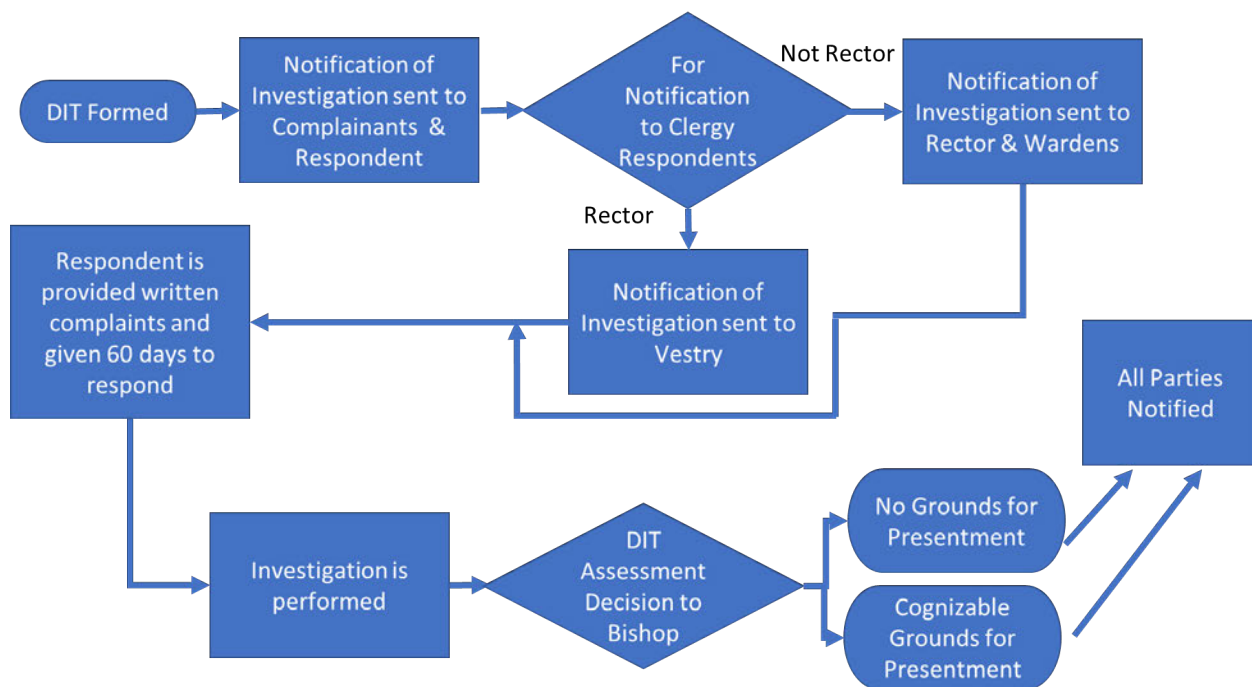 DIT Formed
Notification of
Investigation sent to
Complainants & 
Respondent
For
Notification
to Clergy
Respondents
Not Rector
Notification of
Investigation sent to
Rector & Wardens
Rector
Notification of
Investigation sent to
Vestry
Respondent is
provided written
complaints and
given 60 days to
respond
Investigation is
performed
DIT
Assessment
Decision to
Bishop
No Grounds for
Presentment
Cognizable
Grounds for
Presentment
All Parties
Notified